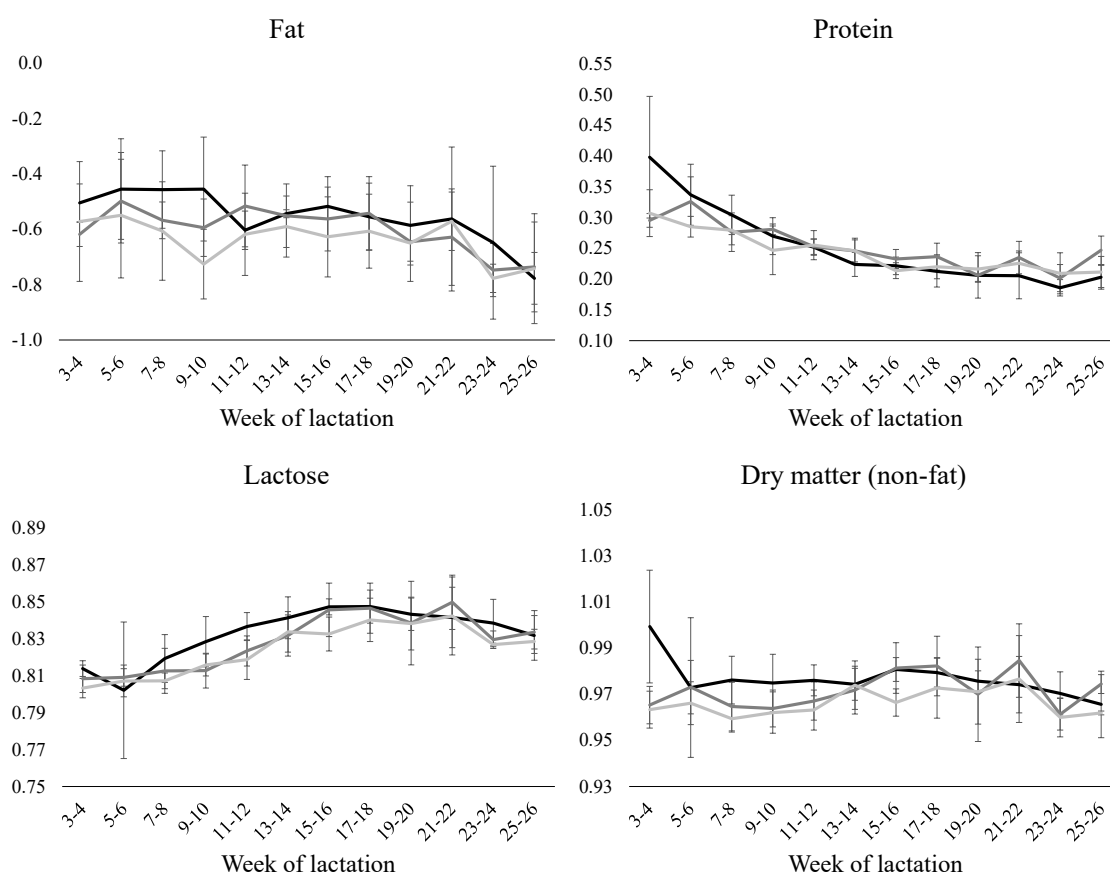 Fat
0.0
-0.2
-0.4
-0.6
-0.8
-1.0
3-4 5-6 7-8 9-10 11-12 13-14 15-16 17-18 19-20 21-22 23-24 25-26
Week of lactation
Protein
0.55
0.50
0.45
0.40
0.35
0.30
0.25
0.20
0.15
0.10
3-4 5-6 7-8 9-10 11-12 13-14 15-16 17-18 19-20 21-22 23-24 25-26
Week of lactation
Lactose
0.89
0.87
0.85
0.83
0.81
0.79
0.77
0.75
3-4 5-6 7-8 9-10 11-12 13-14 15-16 17-18 19-20 21-22 23-24 25-26
Week of lactation
Dry matter (non-fat)
1.05
1.03
1.01
0.99
0.97
0.95
0.93
3-4 5-6 7-8 9-10 11-12 13-14 15-16 17-18 19-20 21-22 23-24 25-26
Week of lactation